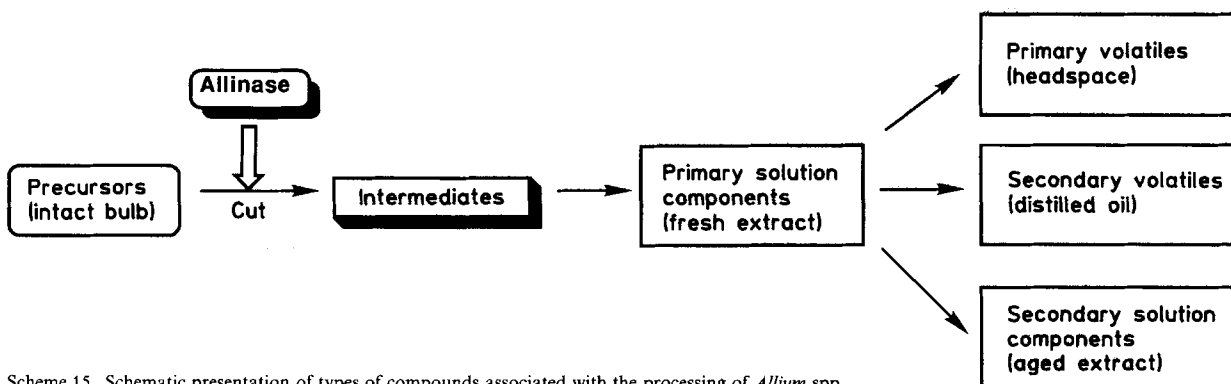 Allinase
Precursors
(intact bulb)
Cut
Intermediates
Primary solution
components
(fresh extract)
Primary volatiles
(headspace)
Secondary volatiles
(distilled oil)
Secondary solution
components
(aged extract)
Scheme 15. Schematic presentation of types of compounds associated with the processing of Allium spp.